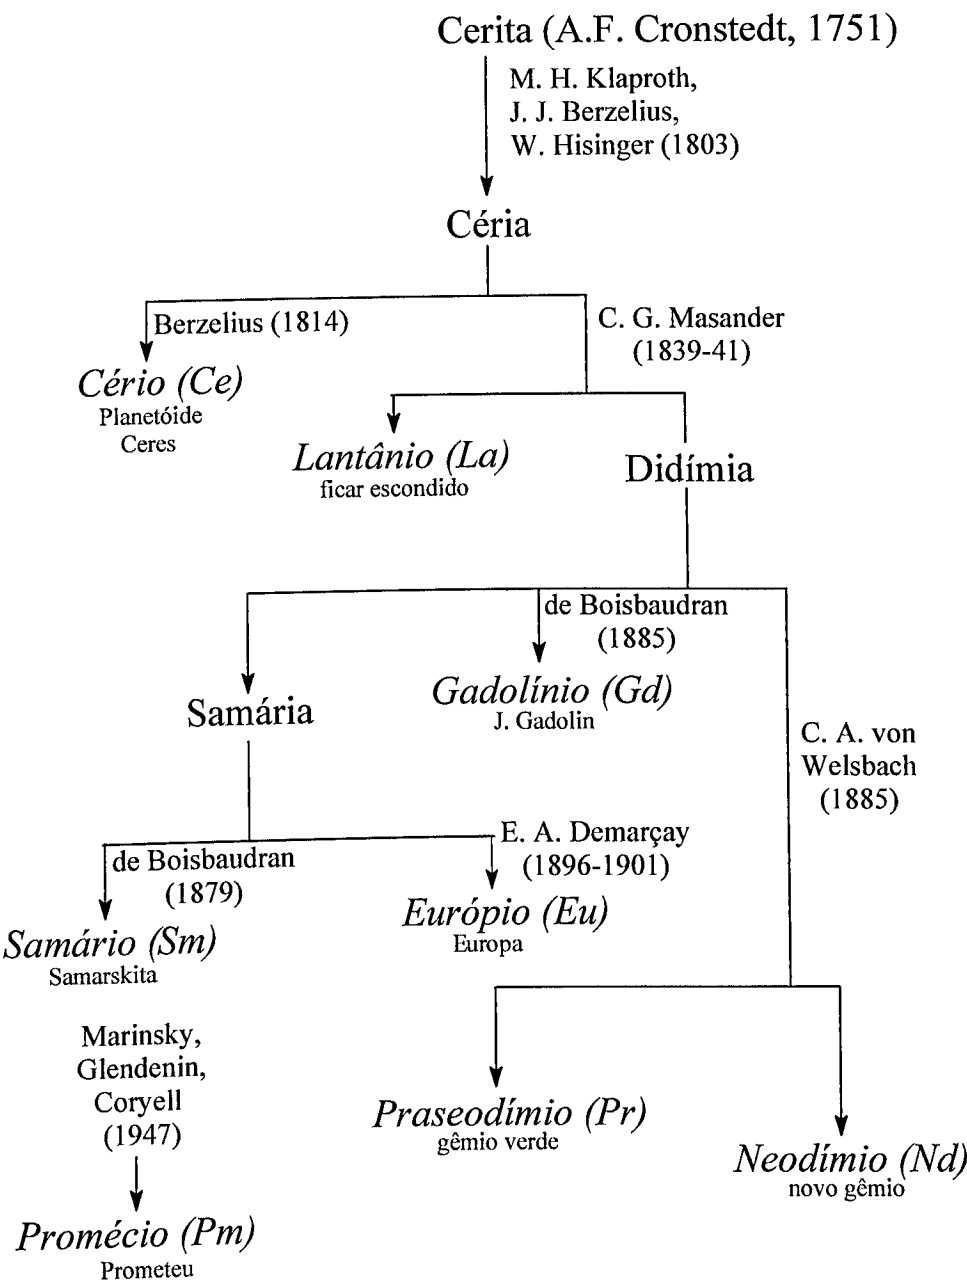 Cerita (A.F. Cronstedt, 1751)
M. H. Klaproth,
J. J. Berzelius,
W. Hisinger (1803)
Céria
Berzelius (1814)
C. G. Masander
(1839-41)
Cério (Ce)
Planetóide
Ceres
Lantânio (La)
ficar escondido
Didímia
de Boisbaudran
(1885)
Gadolínio (Gd)
J. Gadolin
Samária
C. A. von
Welsbach
(1885)
de Boisbaudran
(1879)
E. A. Demarçay
(1896-1901)
Samário (Sm)
Samarskita
Európio (Eu)
Europa
Marinsky,
Glendenin,
Coryell
(1947)
Praseodímio (Pr)
gêmio verde
Neodímio (Nd)
novo gêmio
Promécio (Pm)
Prometeu